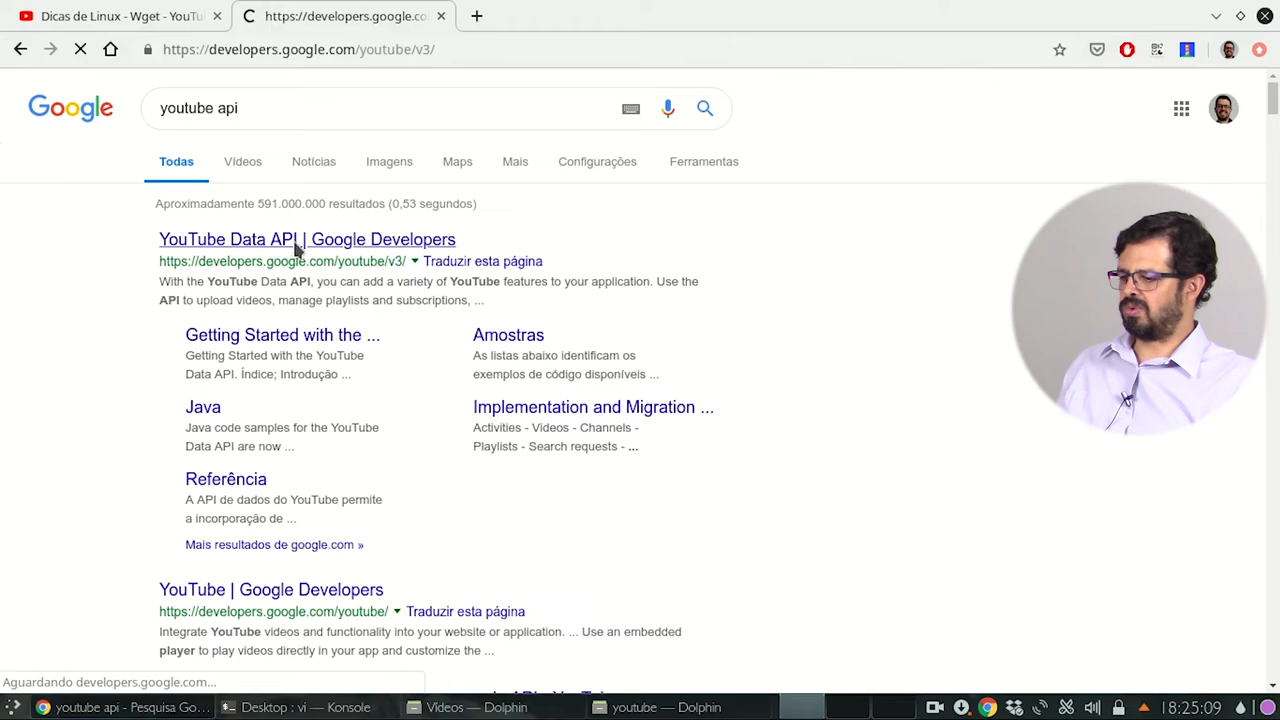 Dicas de Linux - Wget - YouTu
https://developers.google.co
https://developers.google.com/youtube/v3/
Google
youtube api
Todas
Vídeos
Notícias
Imagens
Maps
Mais
Configurações
Ferramentas
Aproximadamente 591.000.000 resultados (0,53 segundos)
YouTube Data API | Google Developers
https://developers.google.com/youtube/v3/ Traduzir esta página
With the YouTube Data API, you can add a variety of YouTube features to your application. Use the
API to upload videos, manage playlists and subscriptions, ...
Getting Started with the ...
Getting Started with the YouTube
Data API. Índice; Introdução ...
Amostras
As listas abaixo identificam os
exemplos de código disponíveis ...
Java
Java code samples for the YouTube
Data API are now ...
Implementation and Migration ...
Activities - Videos - Channels -
Playlists - Search requests - ...
Referência
A API de dados do YouTube permite
a incorporação de ...
Mais resultados de google.com »
YouTube | Google Developers
https://developers.google.com/youtube/ Traduzir esta página
Integrate YouTube videos and functionality into your website or application. ... Use an embedded
player to play videos directly in your app and customize the ...
Aguardando developers.google.com...
youtube api - Pesquisa Go...
Desktop : vi — Konsole
Vídeos — Dolphin
youtube — Dolphin
18:25:09